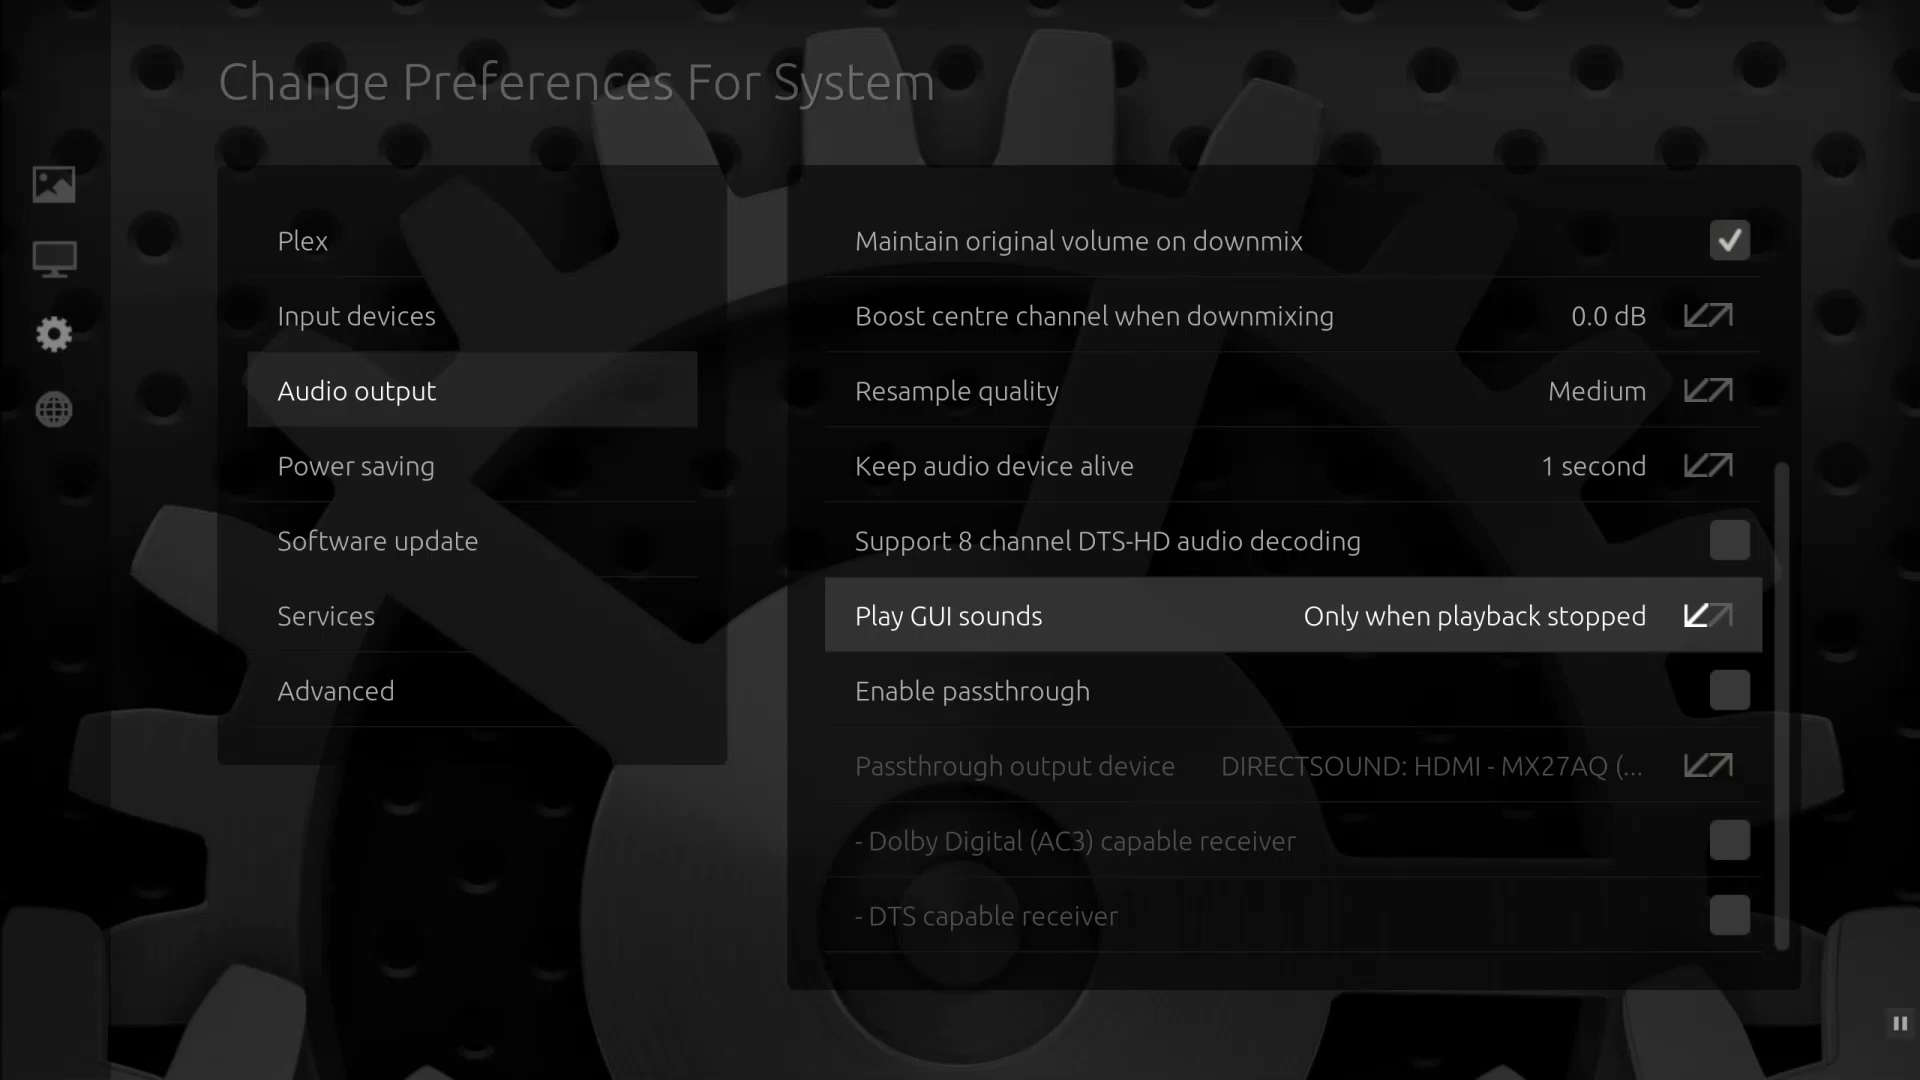 Change Preferences For System
Plex
Input devices
Audio output
Power saving
Software update
Services
Advanced
Maintain original volume on downmix
Boost centre channel when downmixing 0.0 dB
Resample quality Medium
Keep audio device alive 1 second
Support 8 channel DTS-HD audio decoding
Play GUI sounds Only when playback stopped
Enable passthrough
Passthrough output device DIRECTSOUND: HDMI - MX27AQ (...
- Dolby Digital (AC3) capable receiver
- DTS capable receiver